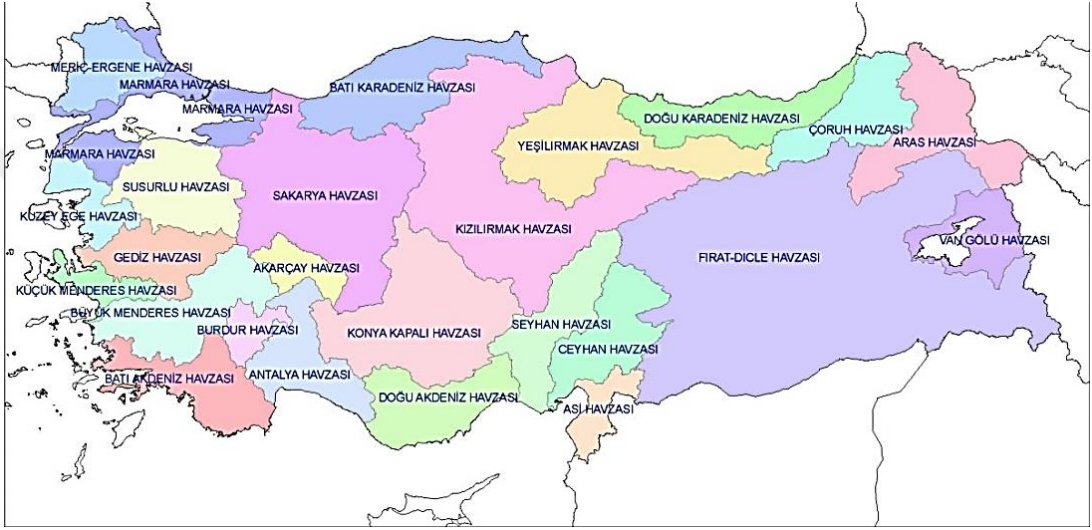 MERİÇ-ERGENE HAVZASI
MARMARA HAVZASI
MARMARA HAVZASI
BATI KARADENİZ HAVZASI
DOĞU KARADENİZ HAVZASI
ÇORUH HAVZASI
ARAS HAVZASI
YEŞİLIRMAK HAVZASI
MARMARA HAVZASI
SUSURLU HAVZASI
SAKARYA HAVZASI
KUZEY EGE HAVZASI
KIZILIRMAK HAVZASI
VAN GÖLÜ HAVZASI
GEDİZ HAVZASI
FIRAT-DICLE HAVZASI
AKARÇAY HAVZASI
KÜÇÜK MENDERES HAVZASI
BÜYÜK MENDERES HAVZASI
BURDUR HAVZASI
KONYA KAPALI HAVZASI
SEYHAN HAVZASI
CEYHAN HAVZASI
BATI AKDENİZ HAVZASI
ANTALYA HAVZASI
DOĞU AKDENİZ HAVZASI
ASİ HAVZASI